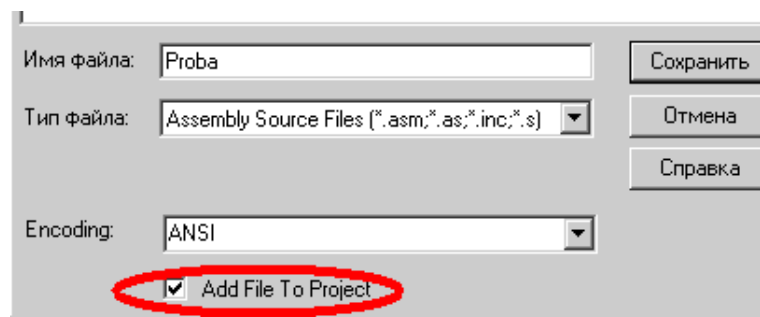 Имя файла: Proba Сохранить
Тип файла: Assembly Source Files (*.asm;*.as;*.inc;*.s) Отмена
Справка
Encoding: ANSI
Add File To Project